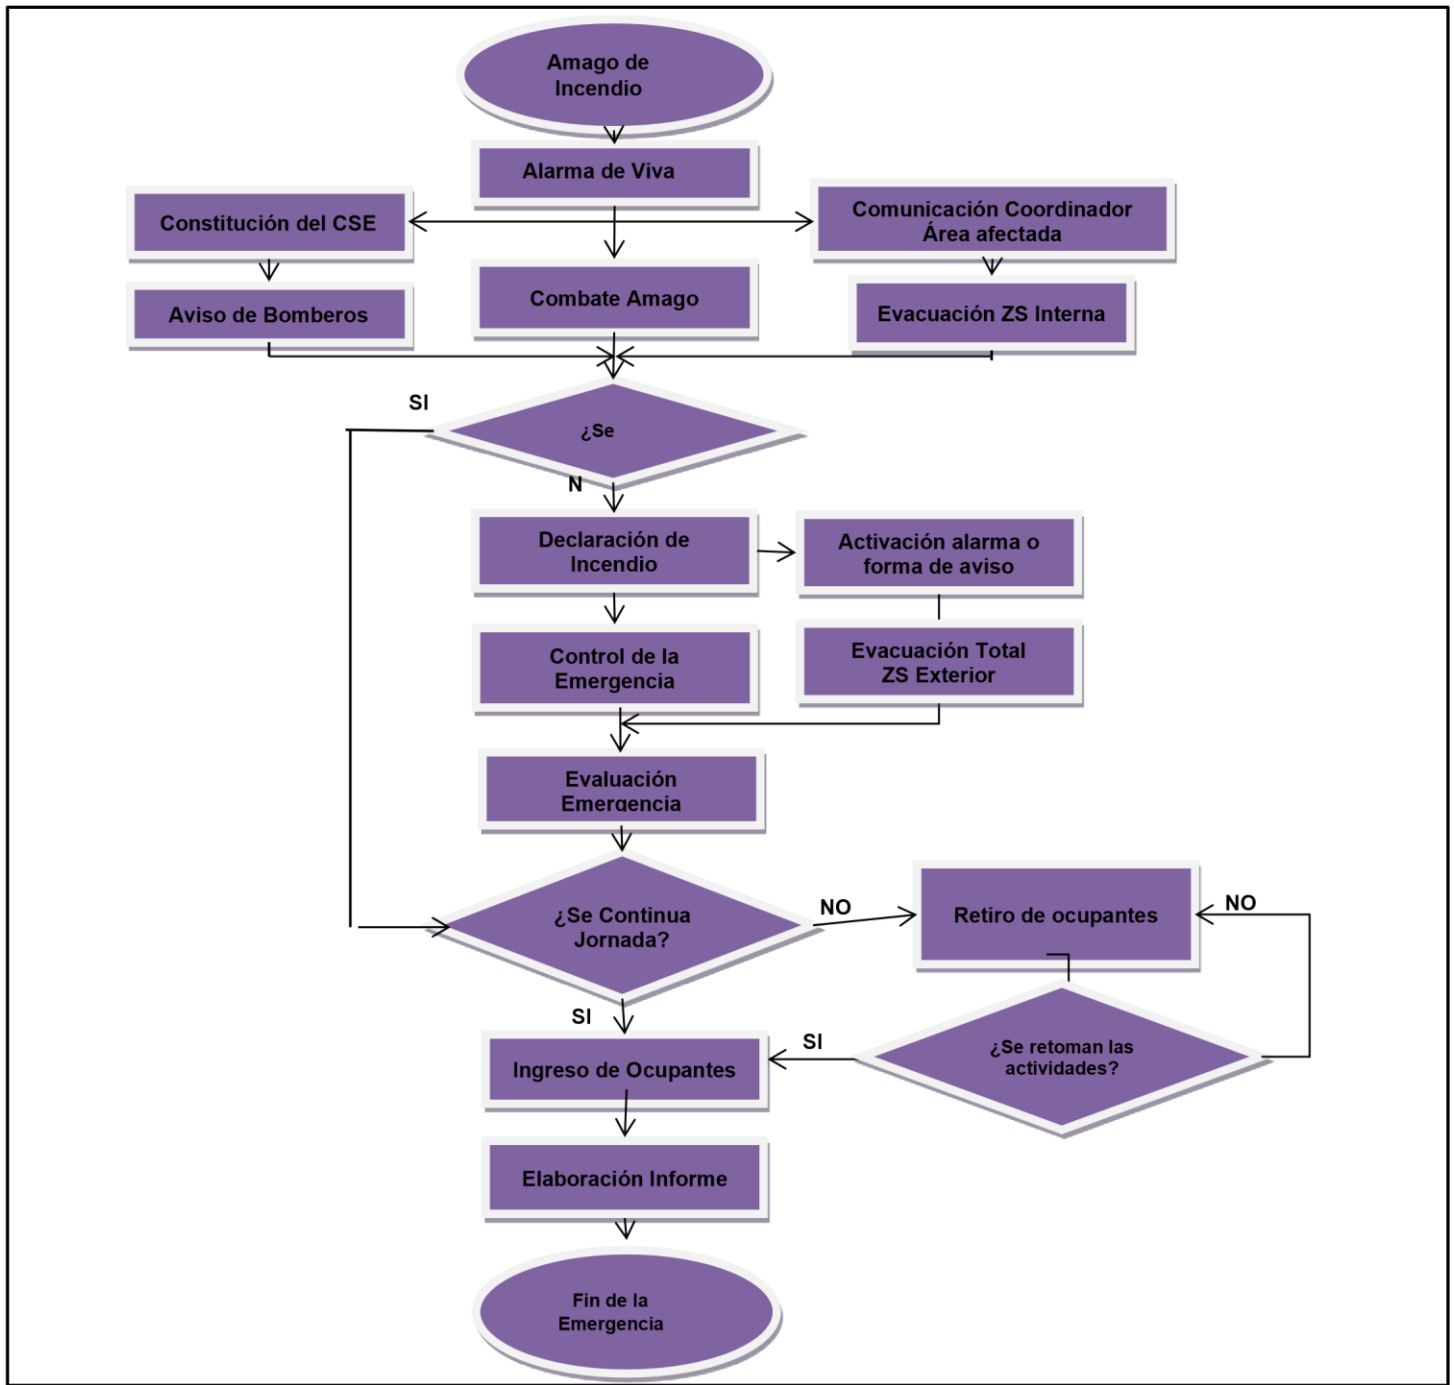 Amago de
Incendio
Alarma de Viva
Constitución del CSE
Comunicación Coordinador
Área afectada
Aviso de Bomberos
Combate Amago
Evacuación ZS Interna
SI
¿Se
N
Declaración de
Incendio
Activación alarma o
forma de aviso
Control de la
Emergencia
Evacuación Total
ZS Exterior
Evaluación
Emergencia
¿Se Continua
Jornada?
NO
Retiro de ocupantes
NO
SI
Ingreso de Ocupantes
SI
¿Se retoman las
actividades?
Elaboración Informe
Fin de la
Emergencia